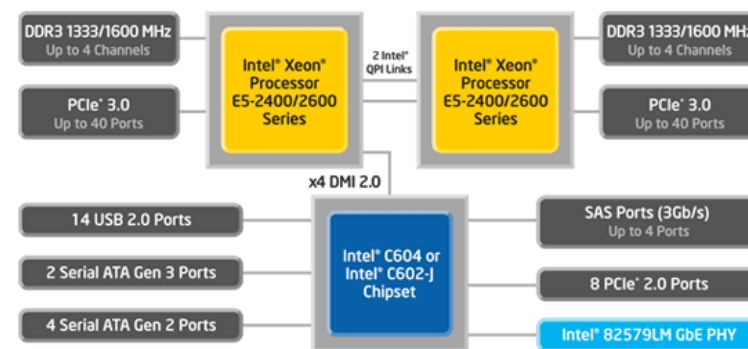 DDR3 1333/1600 MHz
Up to 4 Channels
PCIe* 3.0
Up to 40 Ports
Intel® Xeon®
Processor
E5-2400/2600
Series
2 Intel®
QPI Links
Intel® Xeon®
Processor
E5-2400/2600
Series
DDR3 1333/1600 MHz
Up to 4 Channels
PCIe* 3.0
Up to 40 Ports
x4 DMI 2.0
14 USB 2.0 Ports
2 Serial ATA Gen 3 Ports
4 Serial ATA Gen 2 Ports
Intel® C604 or
Intel® C602-J
Chipset
SAS Ports (3Gb/s)
Up to 4 Ports
8 PCIe* 2.0 Ports
Intel® 82579LM GbE PHY